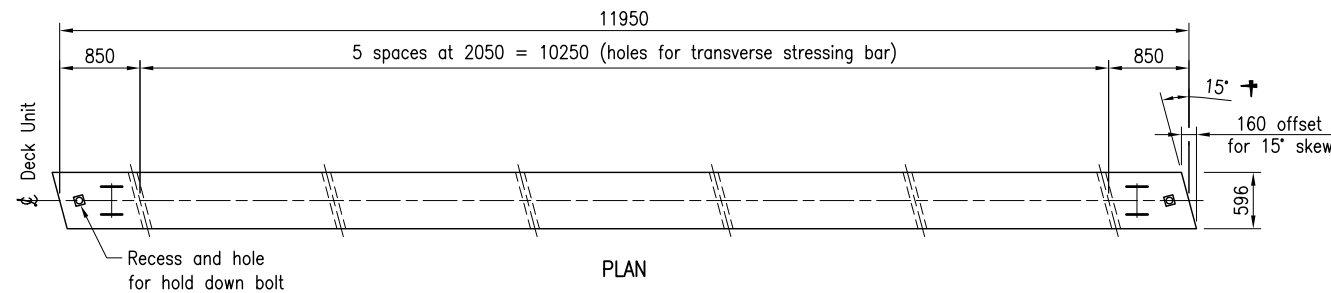 11950
850
5 spaces at 2050 = 10250 (holes for transverse stressing bar)
850
15°
160 offset
for 15° skew
℄ Deck Unit
596
Recess and hole
for hold down bolt
PLAN